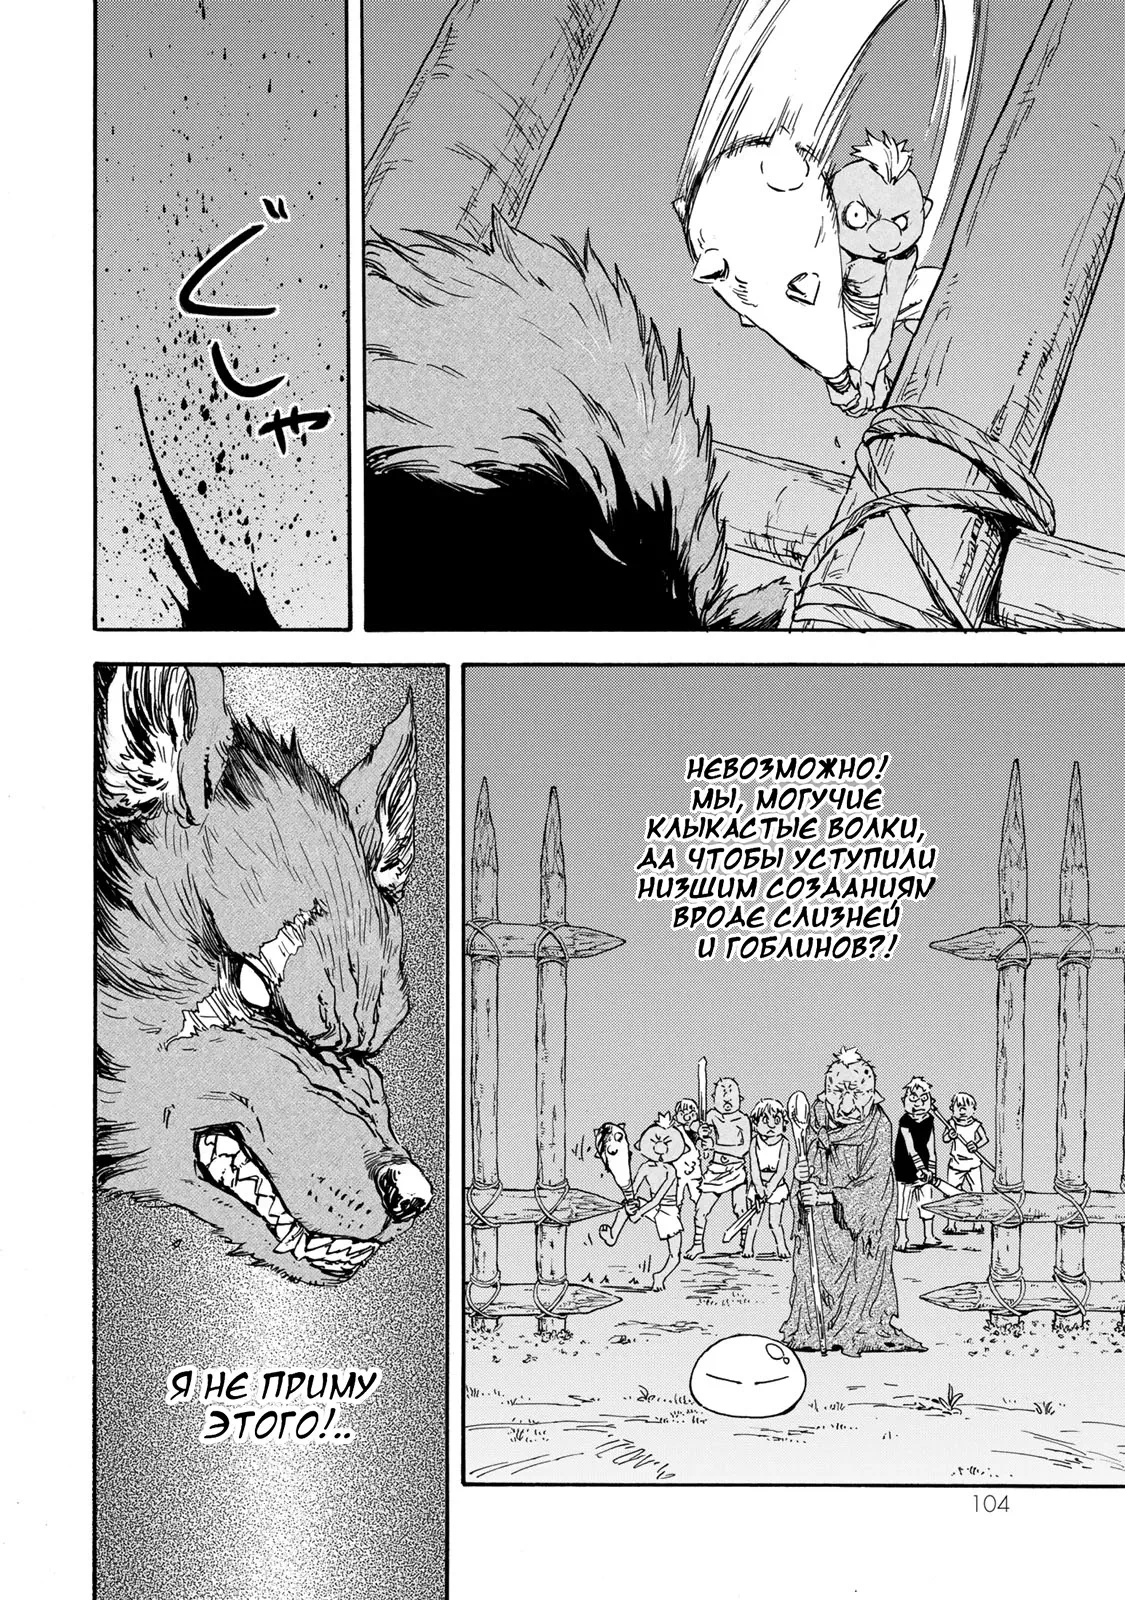 ぐしゃ
НЕВОЗМОЖНО!
МЫ, МОГУЧИЕ
КЛЫКАСТЫЕ ВОЛКИ,
ДА ЧТОБЫ УСТУПИЛИ
НИЗШИМ СОЗДАНИЯМ
ВРОДЕ СЛИЗНЕЙ
И ГОБЛИНОВ?!
Я НЕ ПРИМУ
ЭТОГО!..
104